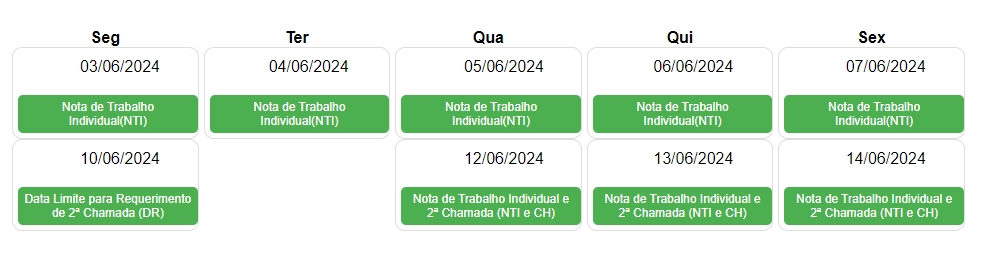 Seg Ter Qua Qui Sex
03/06/2024 04/06/2024 05/06/2024 06/06/2024 07/06/2024
Nota de Trabalho Nota de Trabalho Nota de Trabalho Nota de Trabalho Nota de Trabalho
Individual(NTI) Individual(NTI) Individual(NTI) Individual(NTI) Individual(NTI)
10/06/2024 12/06/2024 13/06/2024 14/06/2024
Data Limite para Requerimento Nota de Trabalho Individual e Nota de Trabalho Individual e Nota de Trabalho Individual e
de 2ª Chamada (DR) 2ª Chamada (NTI e CH) 2ª Chamada (NTI e CH) 2ª Chamada (NTI e CH)